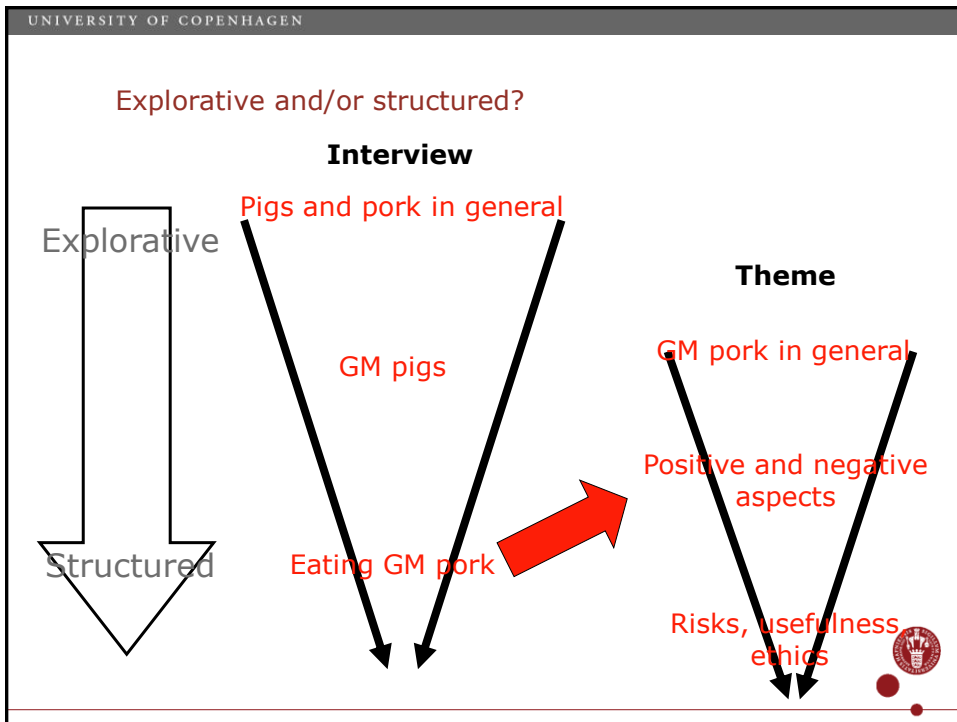 UNIVERSITY OF COPENHAGEN
Explorative and/or structured?
Interview
Pigs and pork in general
Explorative
Theme
GM pork in general
GM pigs
Positive and negative
aspects
Structured
Eating GM pork
Risks, usefulness,
ethics